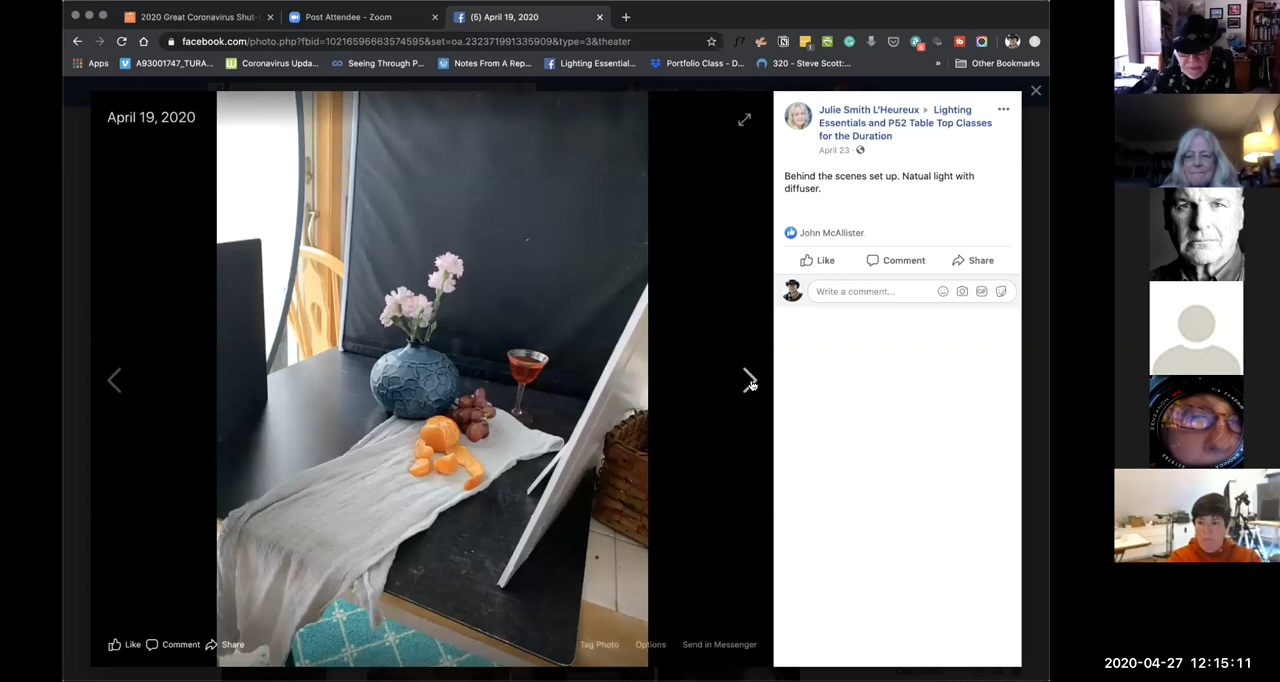 2020 Great Coronavirus Shut-
Post Attendee - Zoom
(5) April 19, 2020
facebook.com/photo.php?fbid=10216596663574595&set=oa.232371991335909&type=3&theater
Apps
A93001747_TURA...
Coronavirus Upda...
Seeing Through P...
Notes From A Rep...
Lighting Essential...
Portfolio Class - D...
320 - Steve Scott:...
»
Other Bookmarks
April 19, 2020
Julie Smith L'Heureux ▸ Lighting
Essentials and P52 Table Top Classes
for the Duration
April 23
Behind the scenes set up. Natual light with
diffuser.
John McAllister
Like
Comment
Share
Write a comment...
Like
Comment
Share
Tag Photo
Options
Send in Messenger
2020-04-27 12:15:11